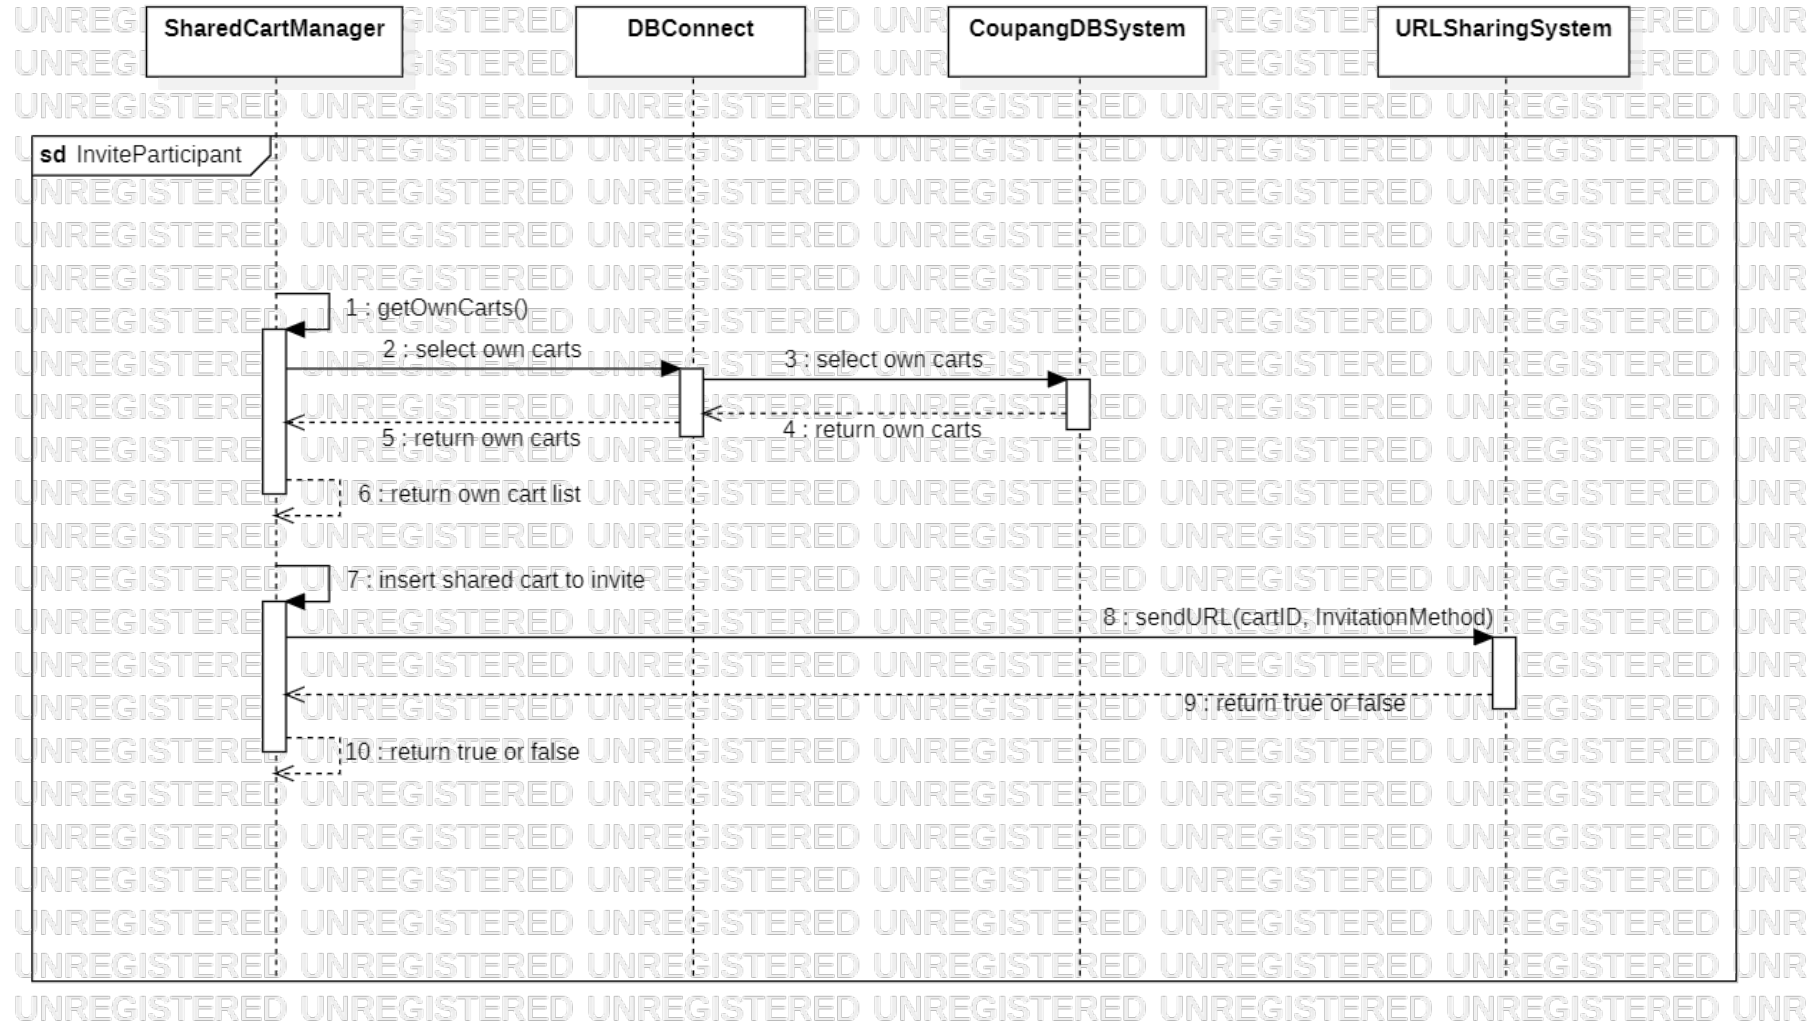 SharedCartManager DBConnect CoupangDBSystem URLSharingSystem
sd InviteParticipant
1 : getOwnCarts()
2 : select own carts
3 : select own carts
4 : return own carts
5 : return own carts
6 : return own cart list
7 : insert shared cart to invite
8 : sendURL(cartID, InvitationMethod)
9 : return true or false
10 : return true or false
UNREGISTERED